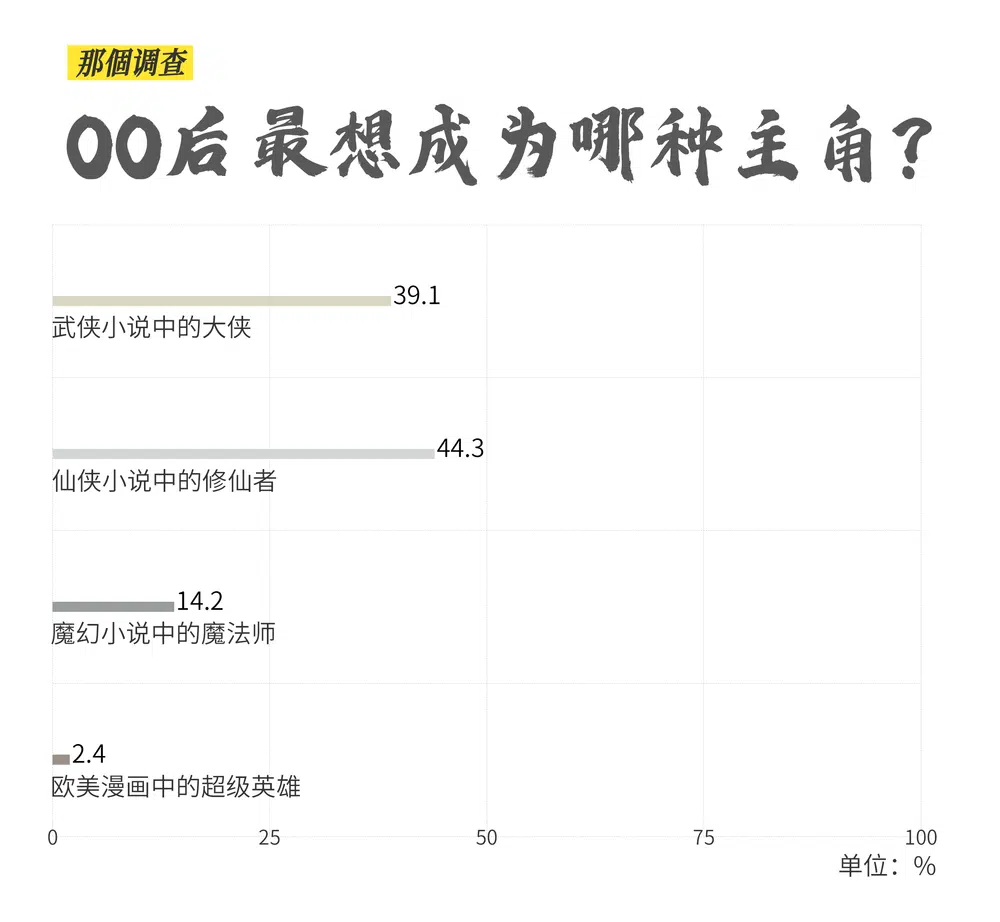 那個调查
00后最想成为哪种主角?
39.1
武侠小说中的大侠
44.3
仙侠小说中的修仙者
14.2
魔幻小说中的魔法师
2.4
欧美漫画中的超级英雄
0 25 50 75 100
单位：%